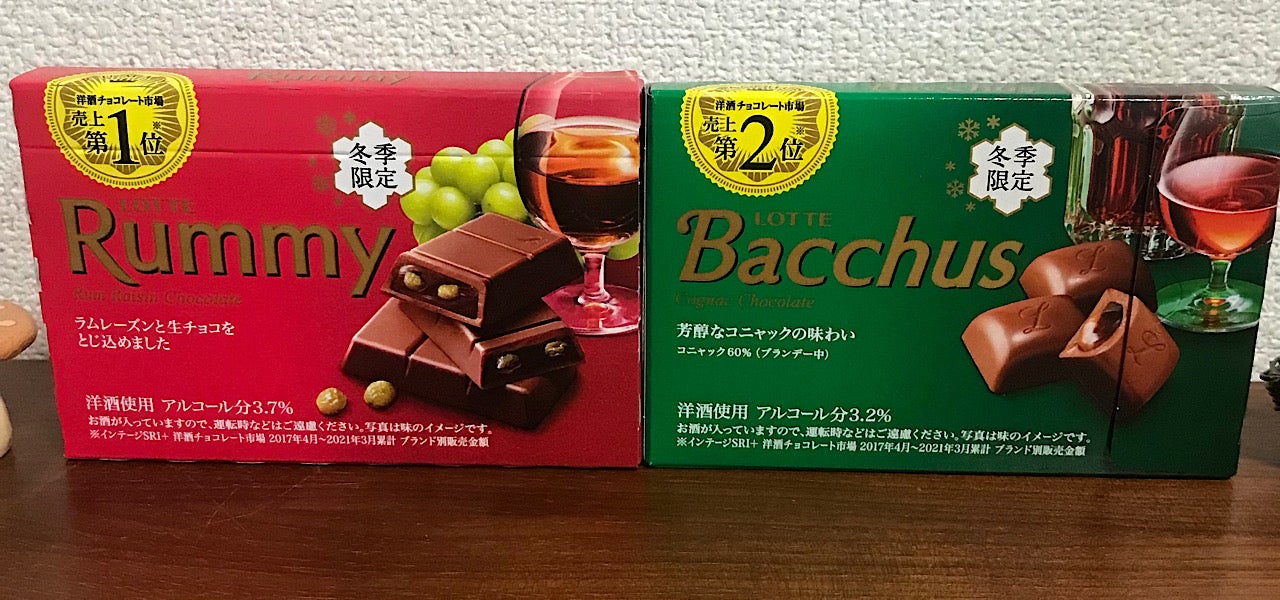 Rummy
洋酒チョコレート市場
売上
第1位※
冬季
限定
LOTTE
Rummy
Rum Raisin Chocolate
ラムレーズンと生チョコを
とじ込めました
洋酒使用 アルコール分3.7%
お酒が入っていますので、運転時などはご遠慮ください。写真は味のイメージです。
※インテージSRI+ 洋酒チョコレート市場 2017年4月〜2021年3月累計 ブランド別販売金額
洋酒チョコレート市場
売上
第2位※
冬季
限定
LOTTE
Bacchus
Cognac Chocolate
芳醇なコニャックの味わい
コニャック60%(ブランデー中)
洋酒使用 アルコール分3.2%
お酒が入っていますので、運転時などはご遠慮ください。写真は味のイメージです。
※インテージSRI+ 洋酒チョコレート市場 2017年4月〜2021年3月累計 ブランド別販売金額